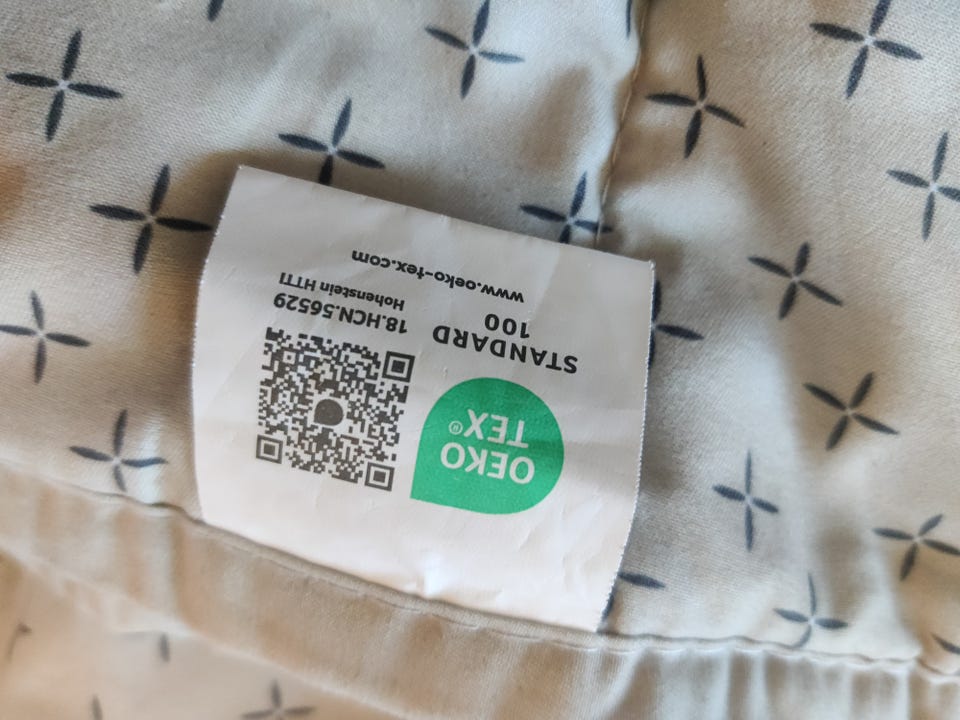 OEKO
TEX®
STANDARD
100
18.HCN.56529
Hohenstein HTTI
www.oeko-tex.com